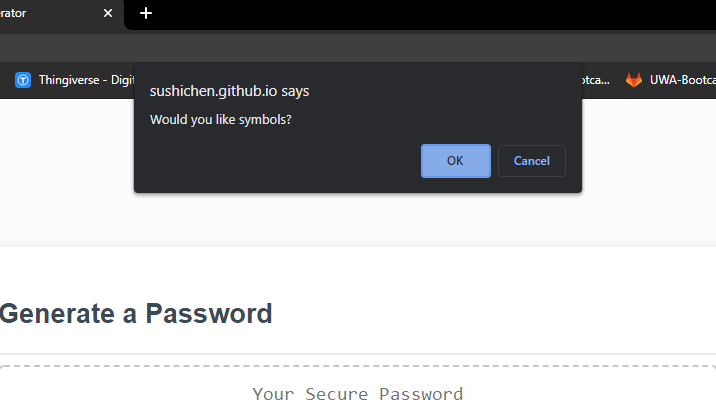 erator
Thingiverse - Digit
otca...
UWA-Bootca
sushichen.github.io says
Would you like symbols?
OK
Cancel
Generate a Password
Your Secure Password